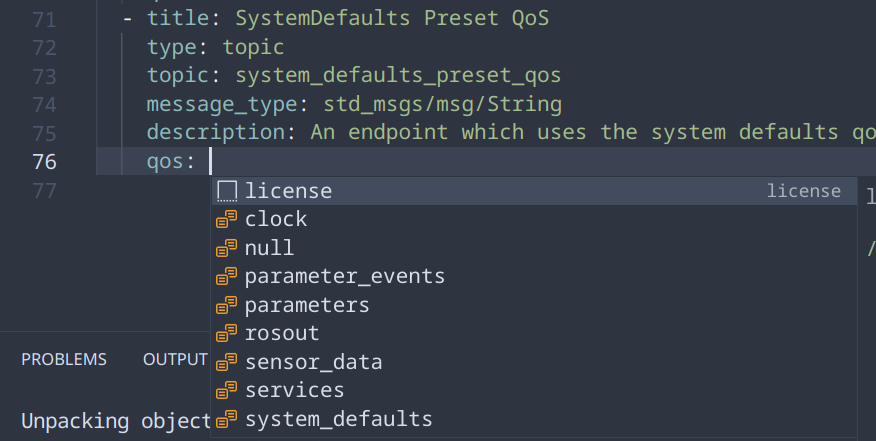 71 - title: SystemDefaults Preset QoS
72 type: topic
73 topic: system_defaults_preset_qos
74 message_type: std_msgs/msg/String
75 description: An endpoint which uses the system defaults qo
76 qos:
license license l
77
clock
null /
parameter_events
parameters
rosout
PROBLEMS OUTPUT sensor_data
services
Unpacking object system_defaults